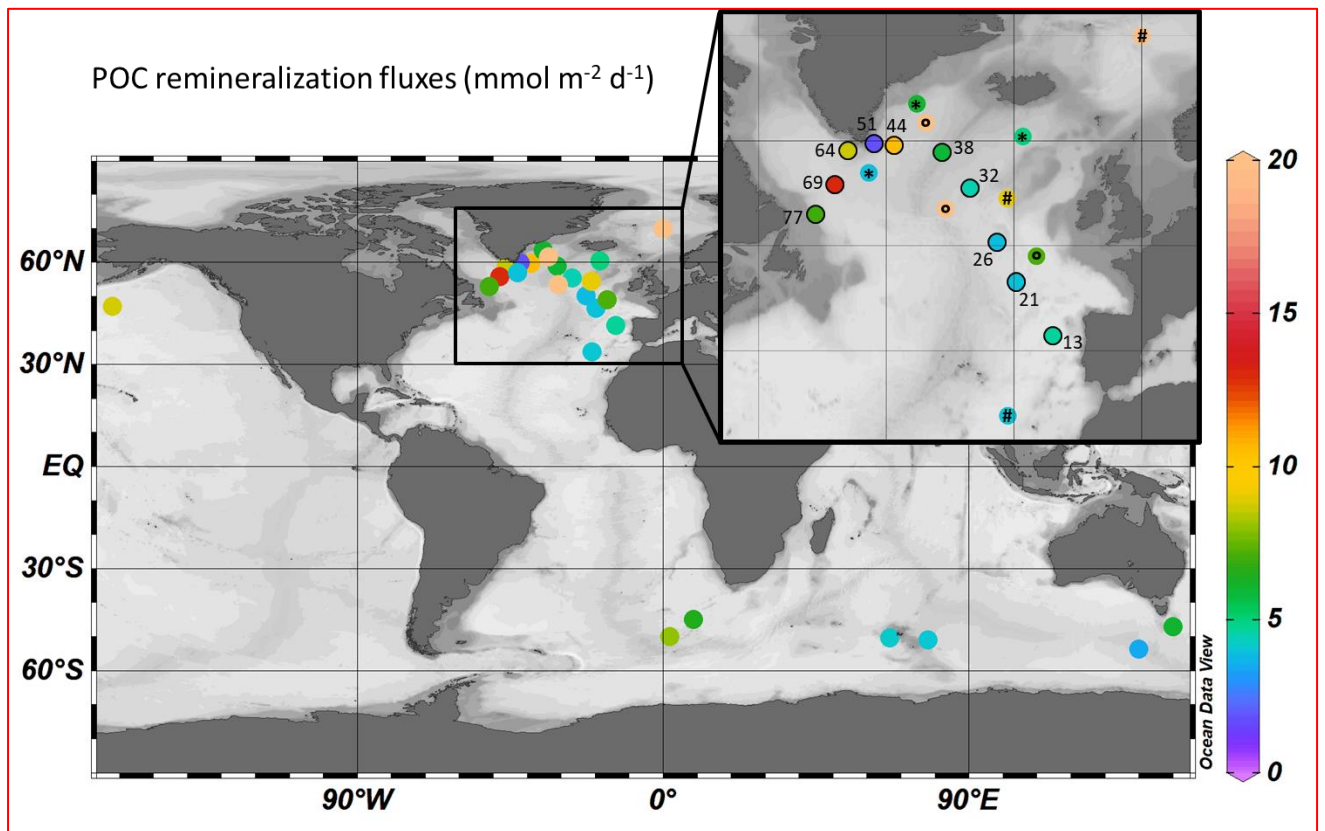 POC remineralization fluxes (mmol m-2 d-1)
#
*
51 44 °
*
64 38
*
69 32
#
77 °
26 °
21
13
#
20
15
10
5
0
60°N
30°N
EQ
30°S
60°S
90°W 0° 90°E
Ocean Data View